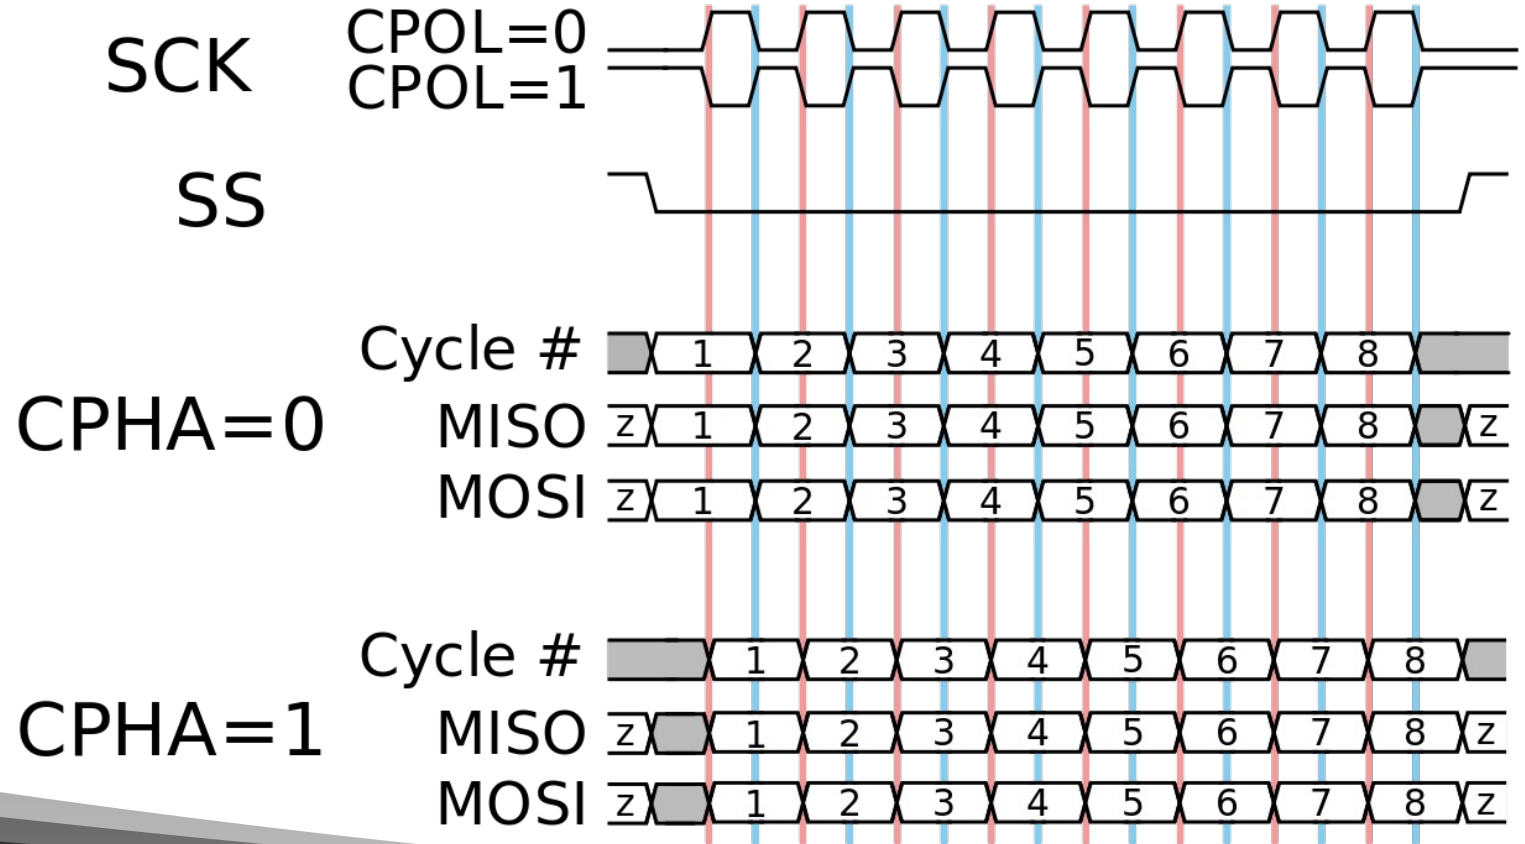 SCK CPOL=0
CPOL=1
SS
Cycle # 1 2 3 4 5 6 7 8
CPHA=0 MISO z 1 2 3 4 5 6 7 8 z
MOSI z 1 2 3 4 5 6 7 8 z
Cycle # 1 2 3 4 5 6 7 8
CPHA=1 MISO z 1 2 3 4 5 6 7 8 z
MOSI z 1 2 3 4 5 6 7 8 z